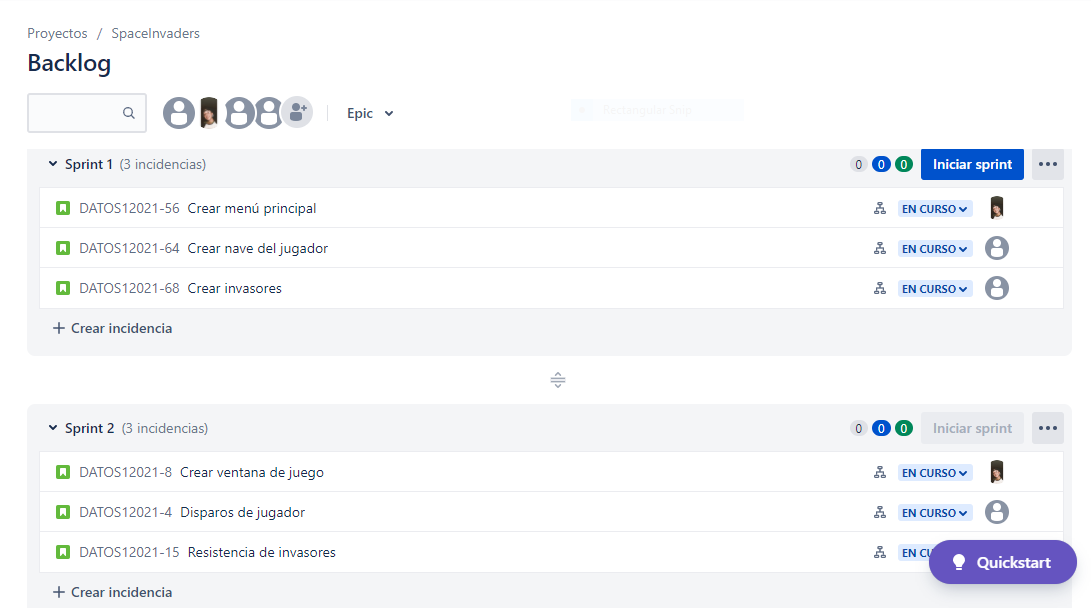 Proyectos / SpaceInvaders
Backlog
Epic
Rectangular Snip
Sprint 1 (3 incidencias) 0 0 0 Iniciar sprint
DATOS12021-56 Crear menú principal EN CURSO
DATOS12021-64 Crear nave del jugador EN CURSO
DATOS12021-68 Crear invasores EN CURSO
+ Crear incidencia
Sprint 2 (3 incidencias) 0 0 0 Iniciar sprint
DATOS12021-8 Crear ventana de juego EN CURSO
DATOS12021-4 Disparos de jugador EN CURSO
DATOS12021-15 Resistencia de invasores EN
Quickstart
+ Crear incidencia